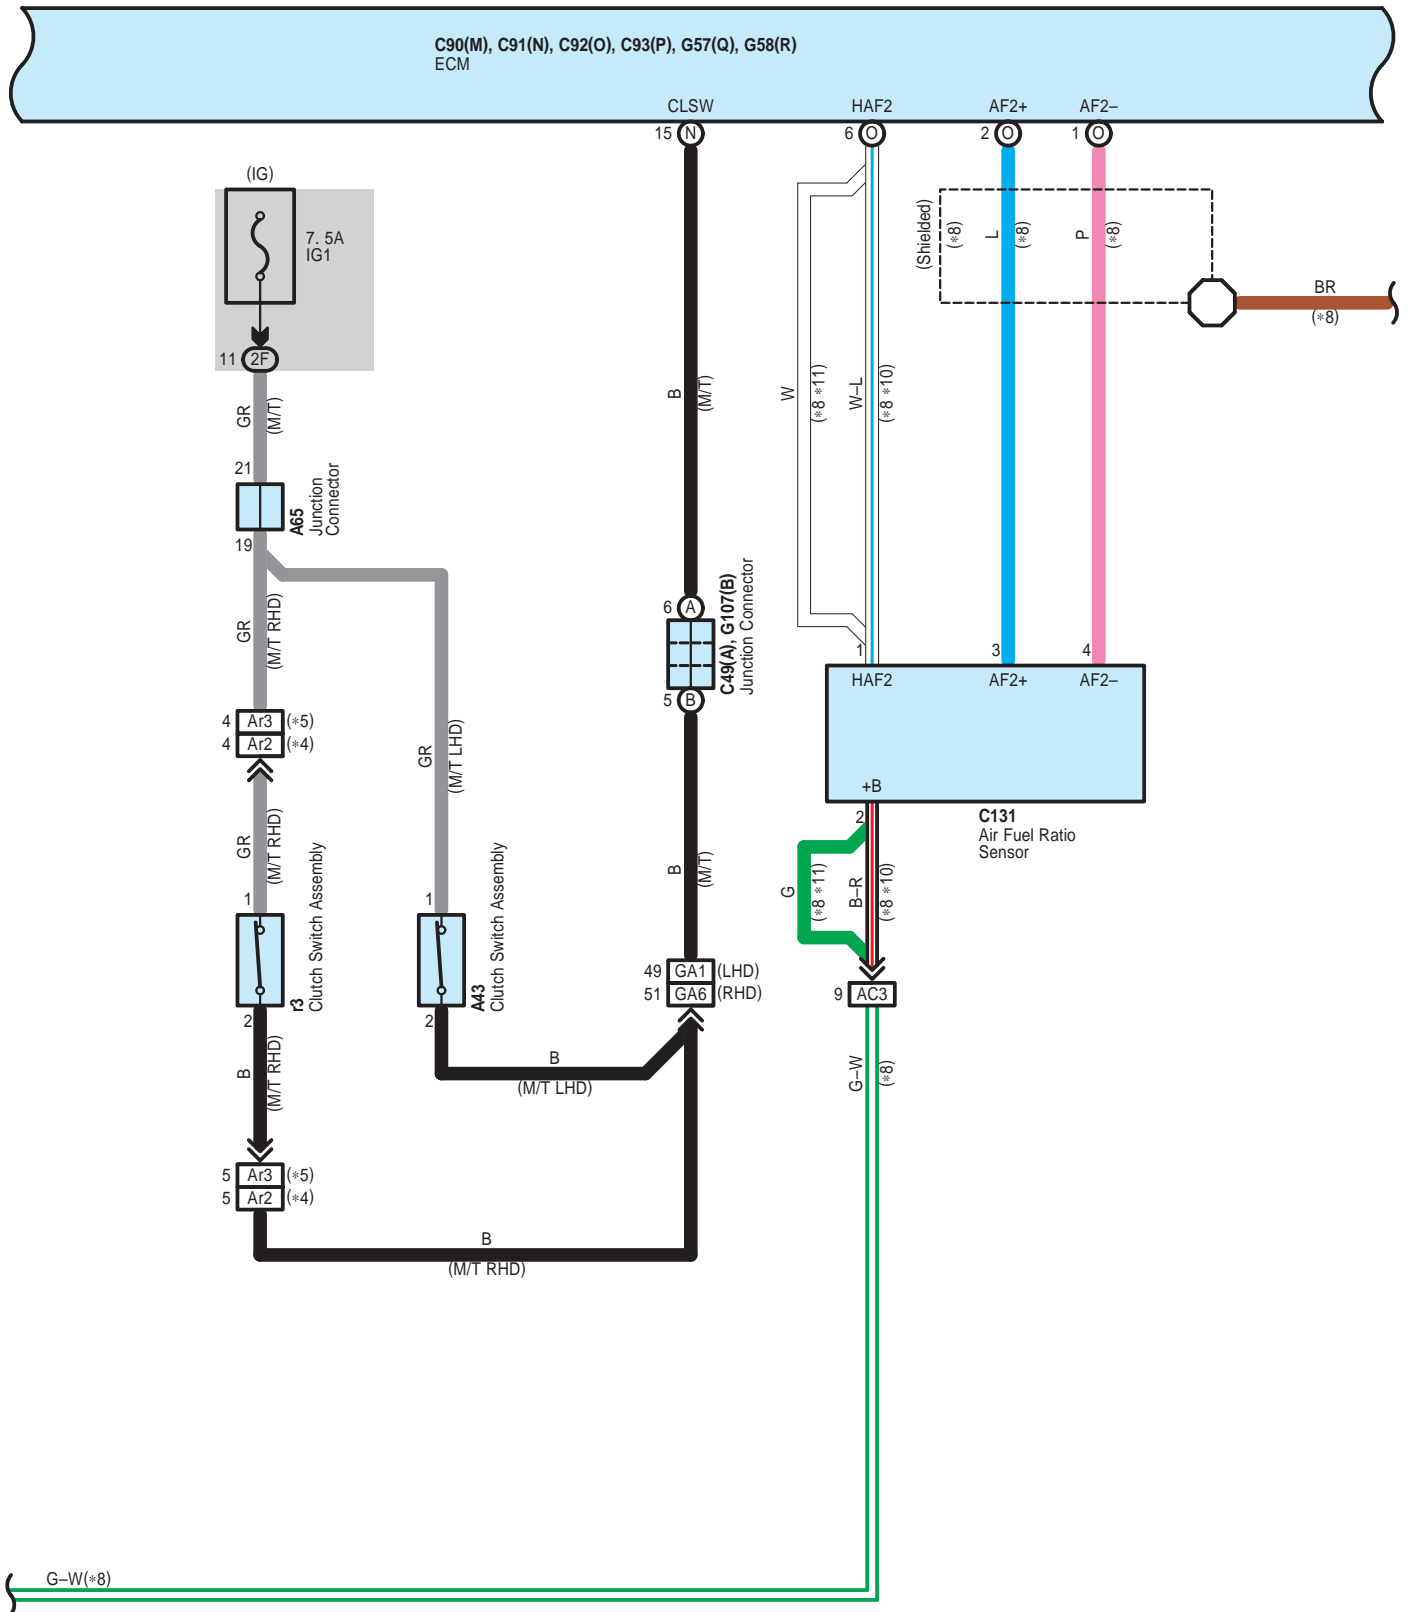 C90(M), C91(N), C92(O), C93(P), G57(Q), G58(R)
ECM
CLSW
HAF2
AF2+
AF2–
15 N
6 O
2 O
1 O
(IG)
7. 5A
IG1
11 2F
GR
(M/T)
21
A65
Junction
Connector
19
GR
(M/T RHD)
4 Ar3 (*5)
4 Ar2 (*4)
GR
(M/T RHD)
1
r3
Clutch Switch Assembly
2
B
(M/T RHD)
5 Ar3 (*5)
5 Ar2 (*4)
B
(M/T RHD)
GR
(M/T LHD)
1
A43
Clutch Switch Assembly
2
B
(M/T LHD)
B
(M/T)
6 A
C49(A), G107(B)
Junction Connector
5 B
B
(M/T)
49 GA1 (LHD)
51 GA6 (RHD)
W
(*8 *11)
W–L
(*8 *10)
(Shielded)
(*8)
L
(*8)
P
(*8)
BR
(*8)
1
3
4
HAF2
AF2+
AF2–
+B
2
C131
Air Fuel Ratio
Sensor
G
(*8 *11)
B–R
(*8 *10)
9 AC3
G–W
(*8)
G–W(*8)